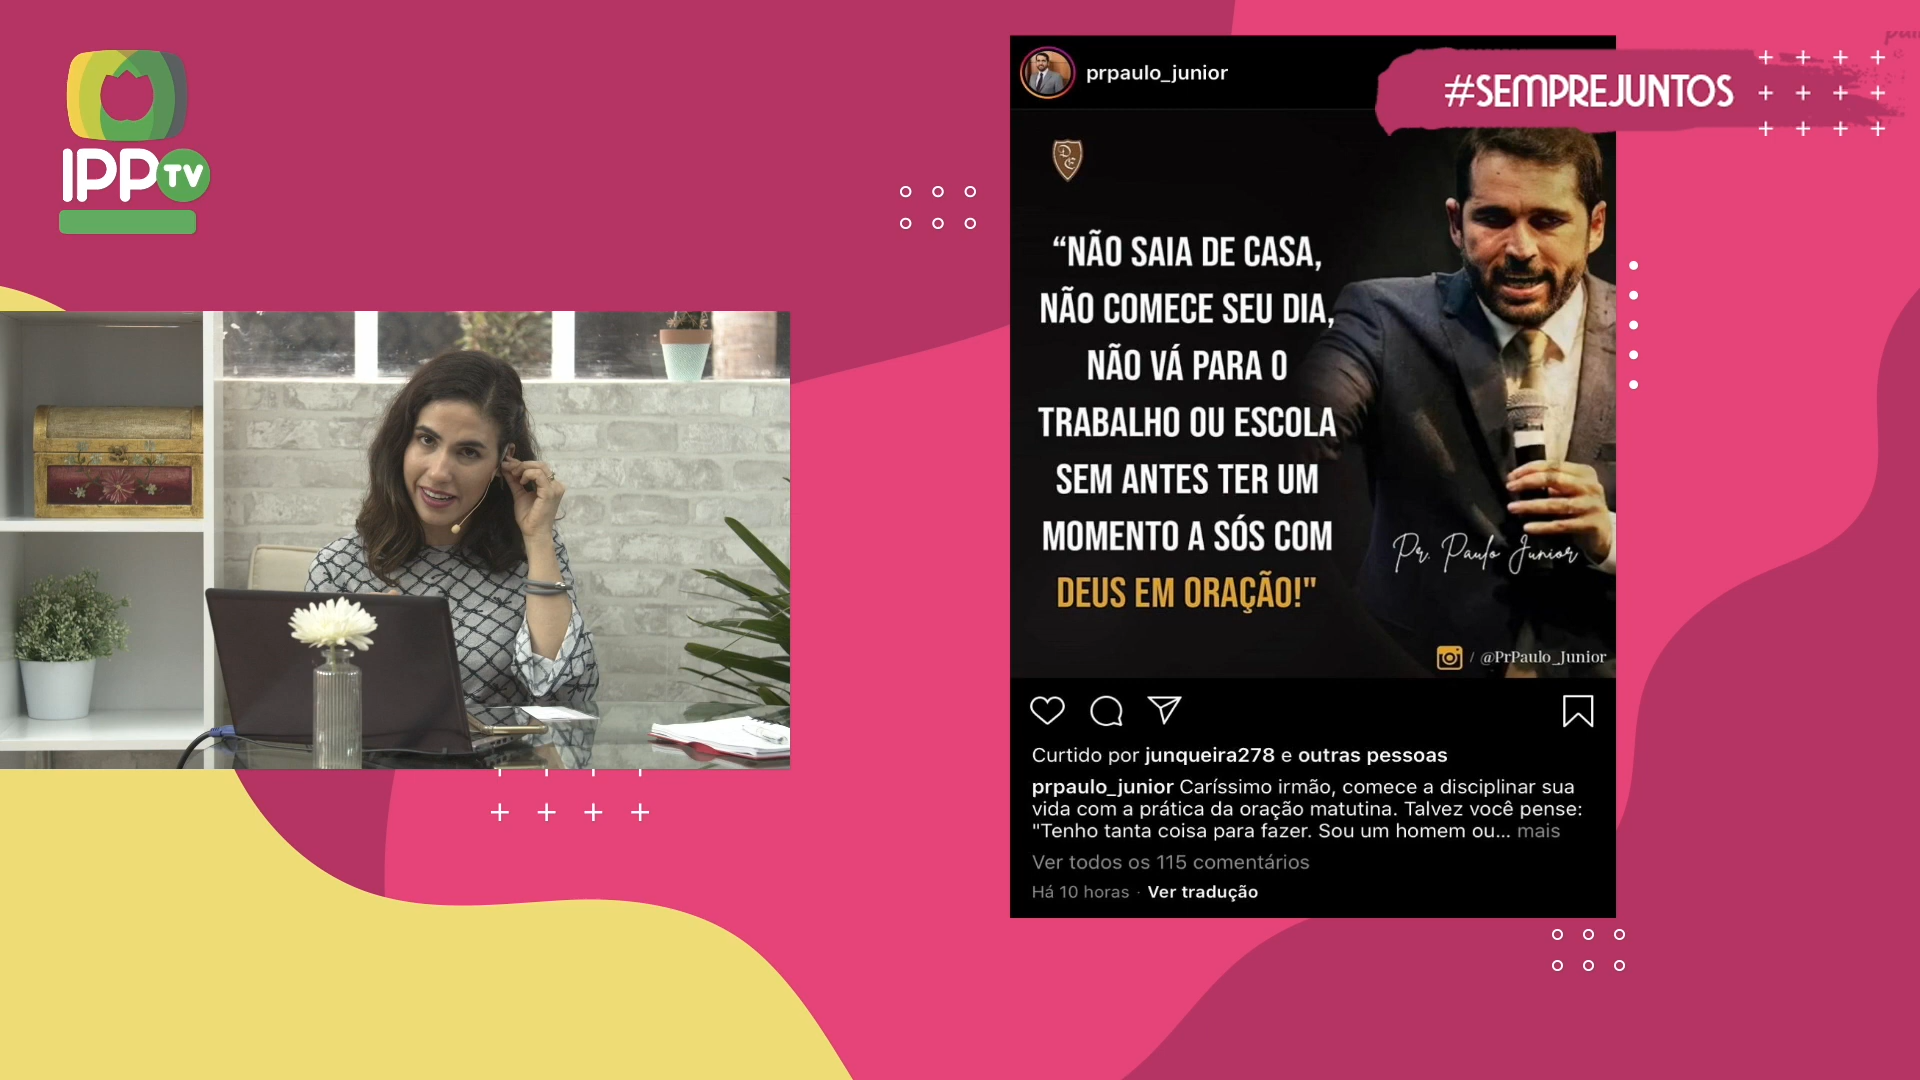 IPP TV
prpaulo_junior
#SEMPREJUNTOS
"NÃO SAIA DE CASA,
NÃO COMECE SEU DIA,
NÃO VÁ PARA O
TRABALHO OU ESCOLA
SEM ANTES TER UM
MOMENTO A SÓS COM
DEUS EM ORAÇÃO!"
Pr. Paulo Junior
/ @PrPaulo_Junior
Curtido por junqueira278 e outras pessoas
prpaulo_junior Caríssimo irmão, comece a disciplinar sua
vida com a prática da oração matutina. Talvez você pense:
"Tenho tanta coisa para fazer. Sou um homem ou... mais
Ver todos os 115 comentários
Há 10 horas · Ver tradução